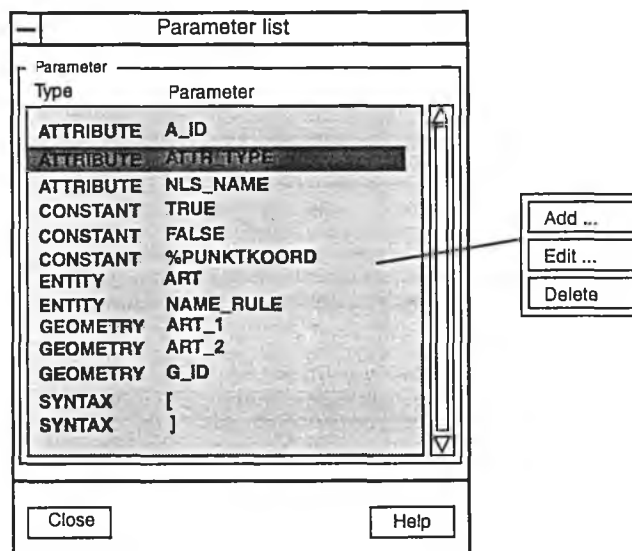 Parameter list
Parameter
Type Parameter
ATTRIBUTE A_ID
ATTRIBUTE ATTR_TYPE
ATTRIBUTE NLS_NAME
CONSTANT TRUE
CONSTANT FALSE
CONSTANT %PUNKTKOORD
ENTITY ART
ENTITY NAME_RULE
GEOMETRY ART_1
GEOMETRY ART_2
GEOMETRY G_ID
SYNTAX [
SYNTAX ]
Add ...
Edit ...
Delete
Close Help